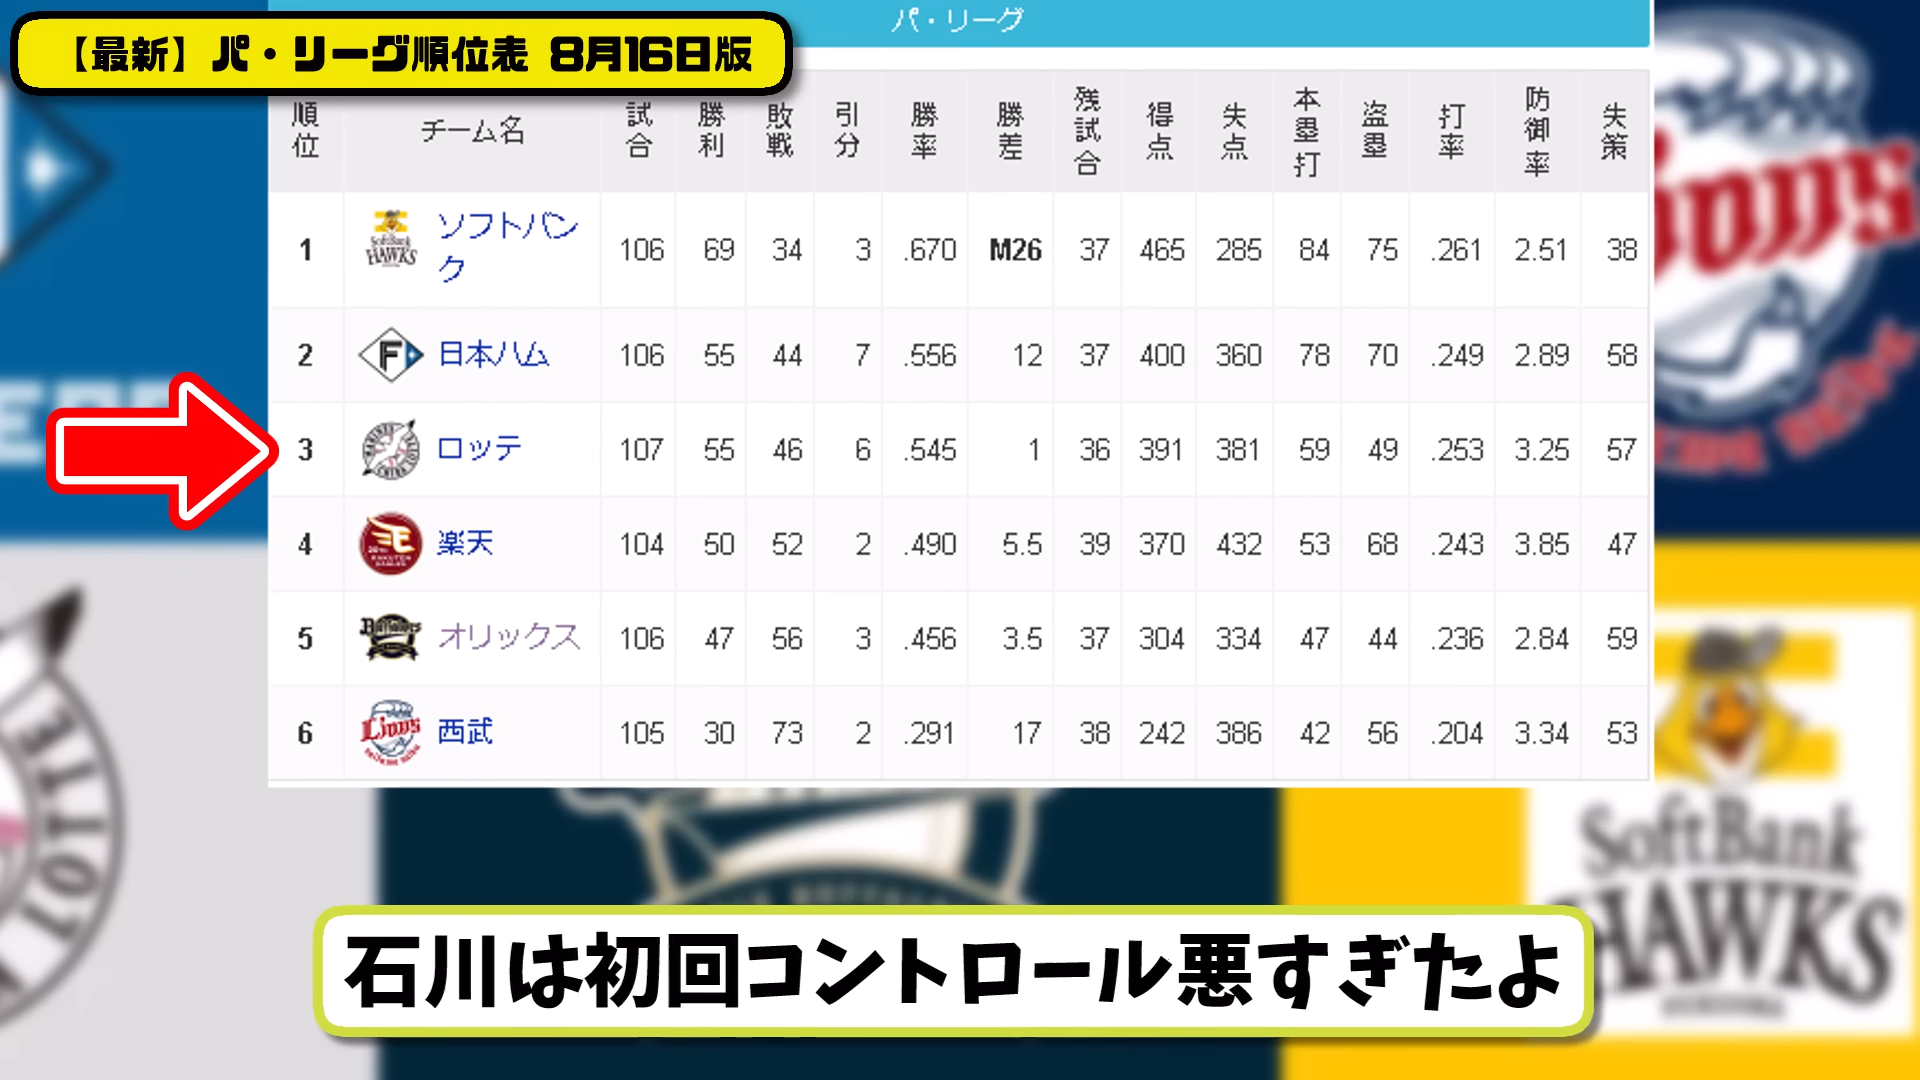 パ・リーグ
【最新】パ・リーグ順位表 8月16日版
順位 チーム名 試合 勝利 敗戦 引分 勝率 勝差 残試合 得点 失点 本塁打 盗塁 打率 防御率 失策
1 SoftBank HAWKS ソフトバンク 106 69 34 3 .670 M26 37 465 285 84 75 .261 2.51 38
2 F 日本ハム 106 55 44 7 .556 12 37 400 360 78 70 .249 2.89 58
3 ロッテ 107 55 46 6 .545 1 36 391 381 59 49 .253 3.25 57
4 楽天 104 50 52 2 .490 5.5 39 370 432 53 68 .243 3.85 47
5 Buffaloes オリックス 106 47 56 3 .456 3.5 37 304 334 47 44 .236 2.84 59
6 Lions 西武 105 30 73 2 .291 17 38 242 386 42 56 .204 3.34 53
Lions
SoftBank
HAWKS
石川は初回コントロール悪すぎたよ